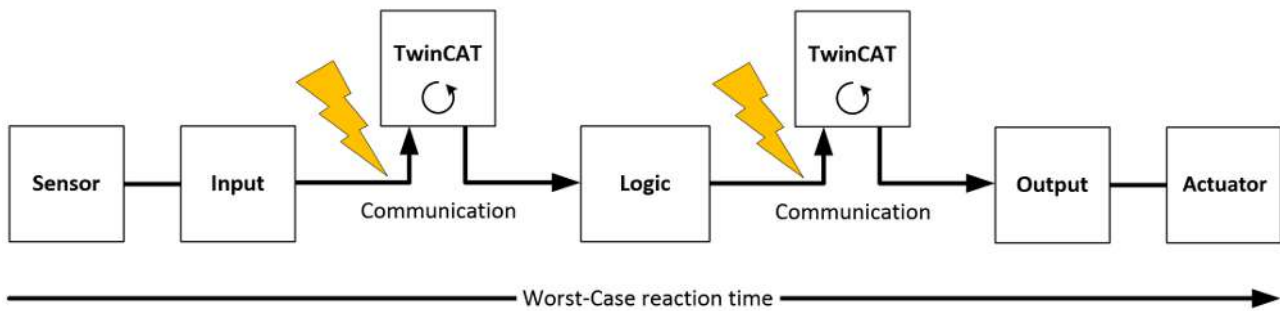 TwinCAT
TwinCAT
Sensor
Input
Logic
Output
Actuator
Communication
Communication
Worst-Case reaction time